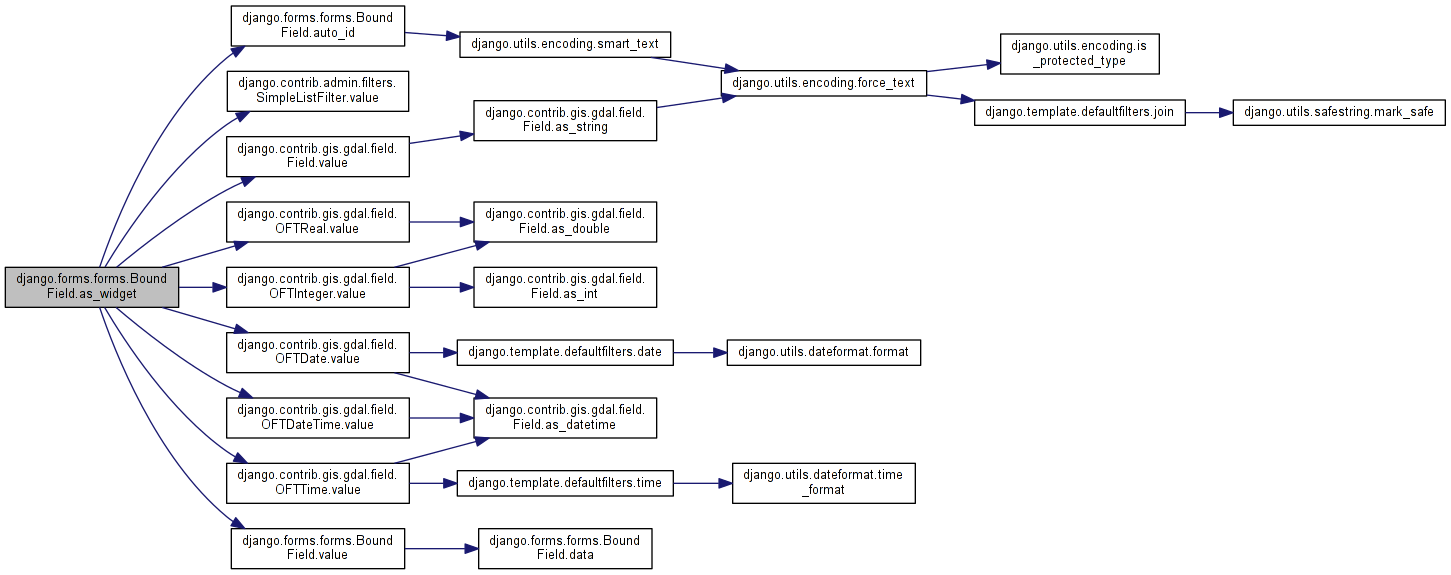 django.forms.forms.Bound
Field.as_widget
django.forms.forms.Bound
Field.auto_id
django.contrib.admin.filters.
SimpleListFilter.value
django.contrib.gis.gdal.field.
Field.value
django.contrib.gis.gdal.field.
OFTReal.value
django.contrib.gis.gdal.field.
OFTInteger.value
django.contrib.gis.gdal.field.
OFTDate.value
django.contrib.gis.gdal.field.
OFTDateTime.value
django.contrib.gis.gdal.field.
OFTTime.value
django.forms.forms.Bound
Field.value
django.utils.encoding.smart_text
django.contrib.gis.gdal.field.
Field.as_string
django.contrib.gis.gdal.field.
Field.as_double
django.contrib.gis.gdal.field.
Field.as_int
django.template.defaultfilters.date
django.contrib.gis.gdal.field.
Field.as_datetime
django.template.defaultfilters.time
django.forms.forms.Bound
Field.data
django.utils.encoding.force_text
django.utils.dateformat.format
django.utils.dateformat.time
_format
django.utils.encoding.is
_protected_type
django.template.defaultfilters.join
django.utils.safestring.mark_safe